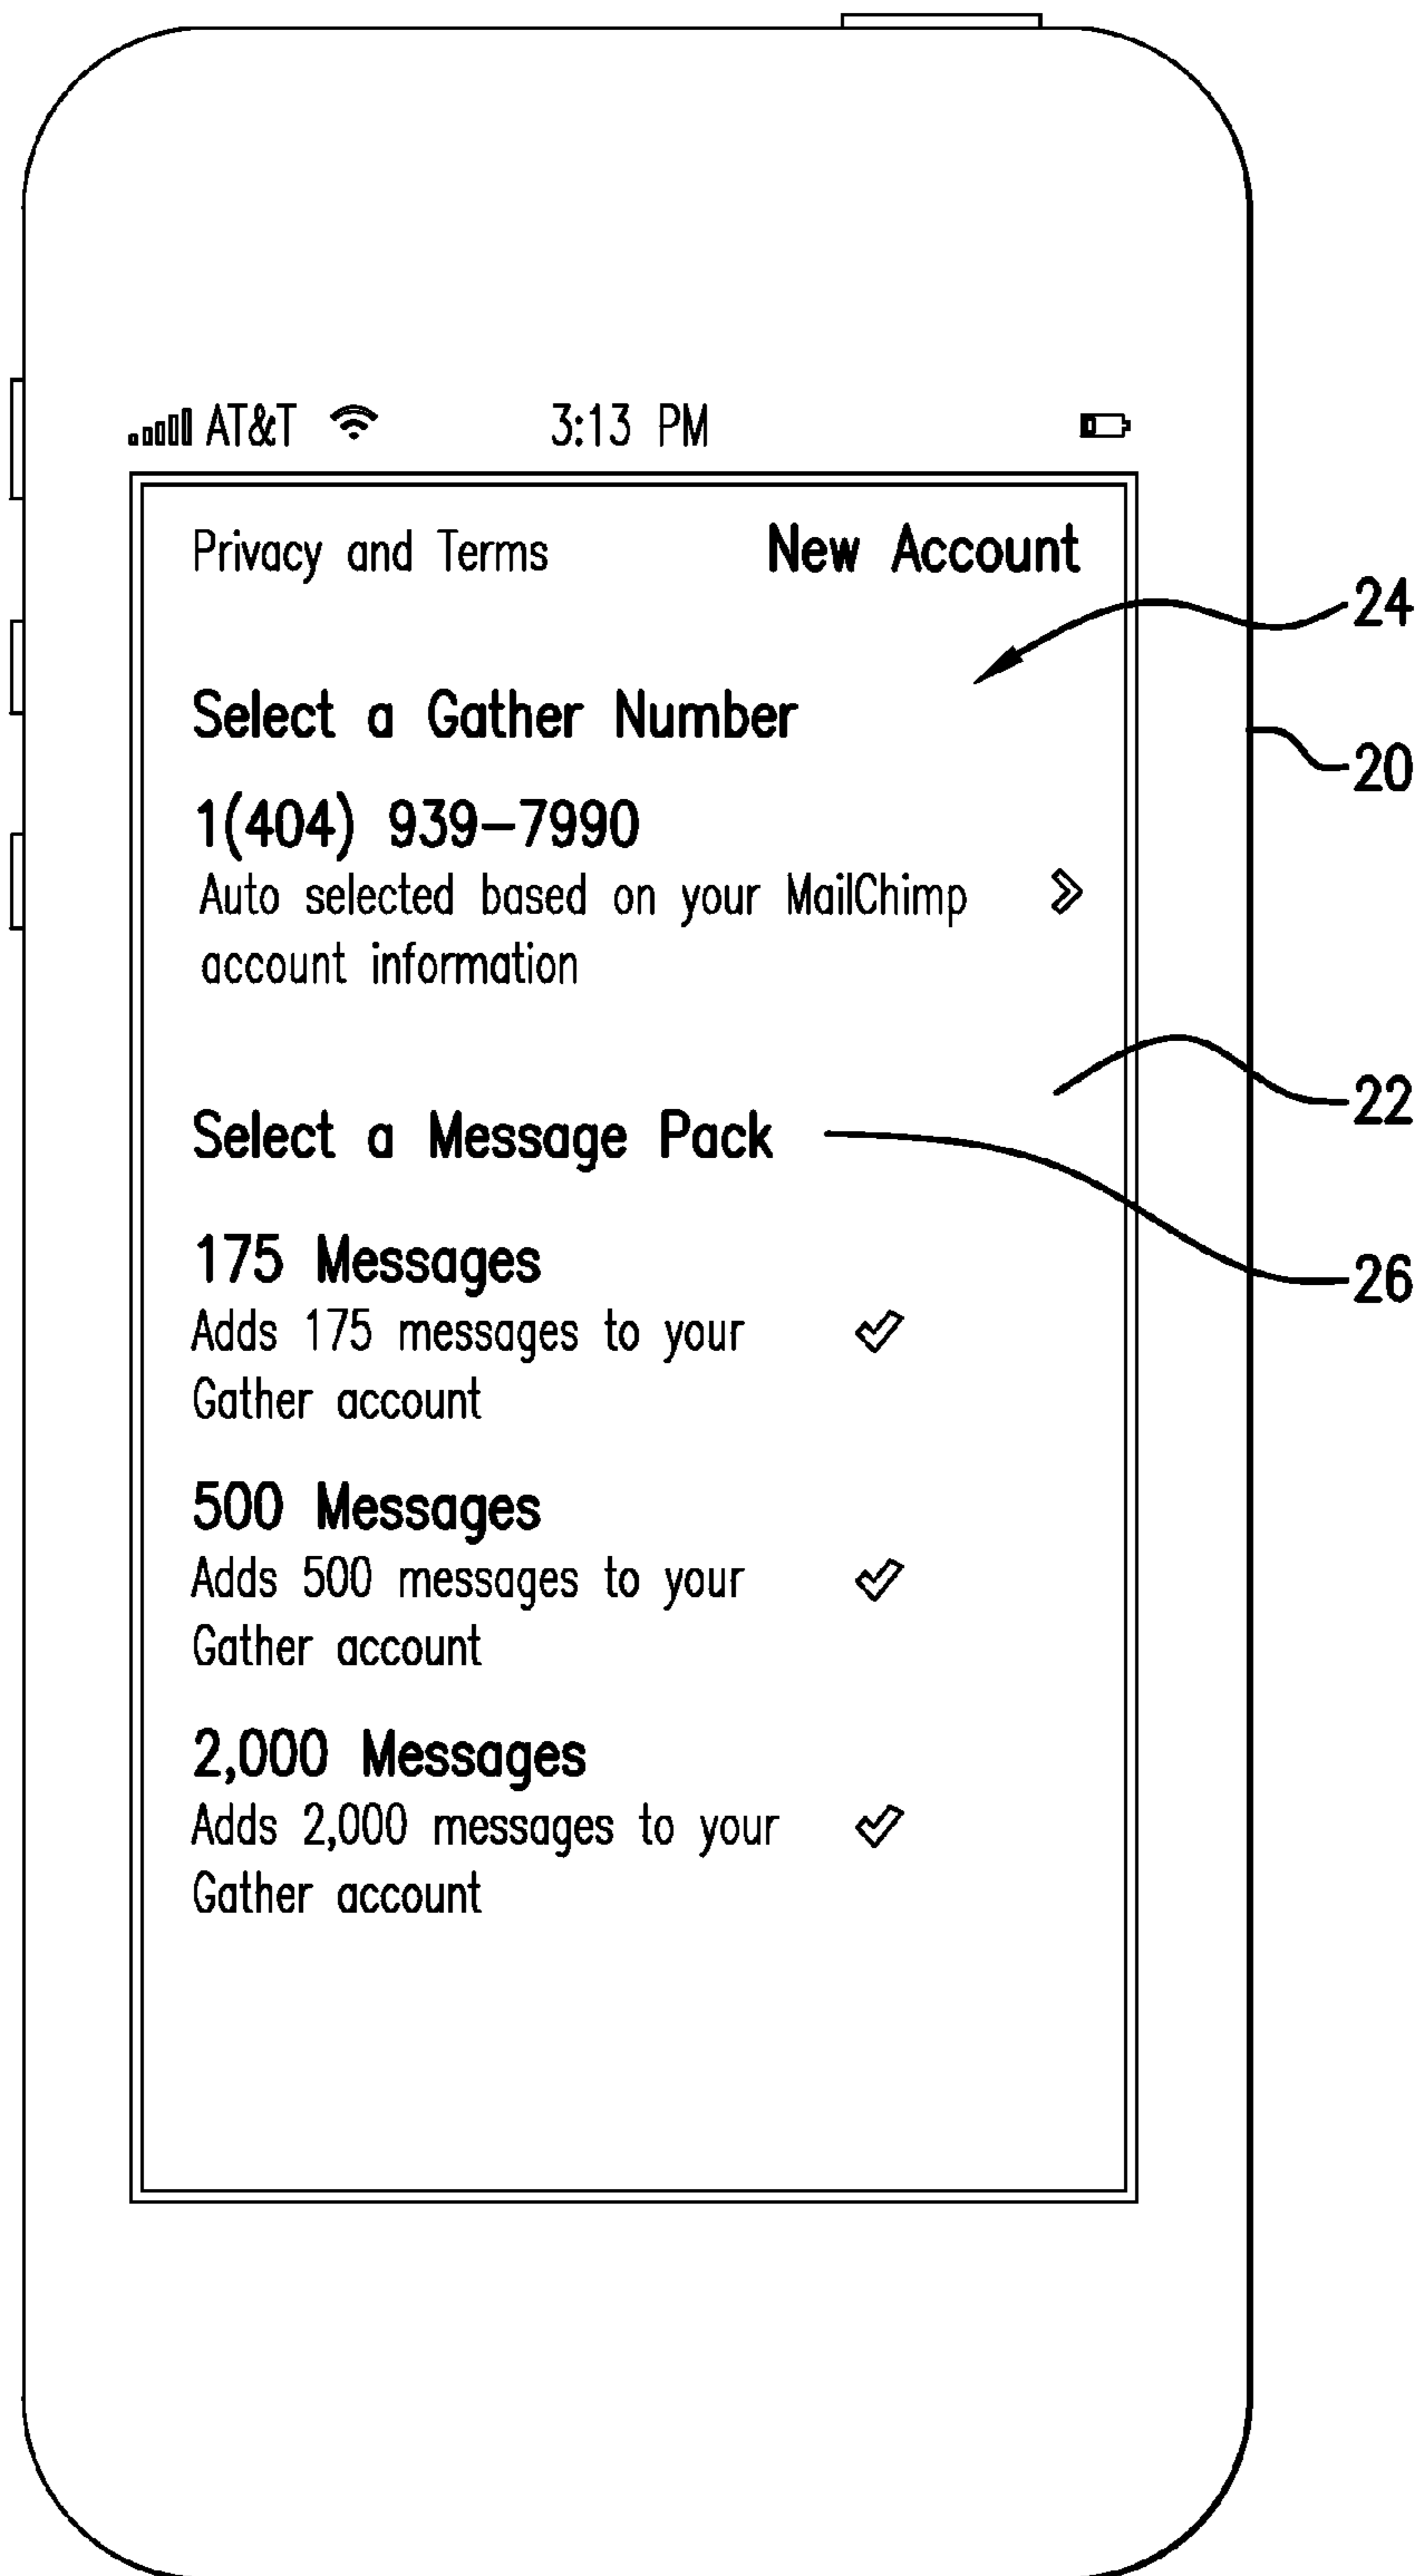 AT&T 3:13 PM
Privacy and Terms New Account
24
Select a Gather Number
20
1(404) 939-7990
Auto selected based on your MailChimp
account information
22
Select a Message Pack
26
175 Messages
Adds 175 messages to your
Gather account
500 Messages
Adds 500 messages to your
Gather account
2,000 Messages
Adds 2,000 messages to your
Gather account